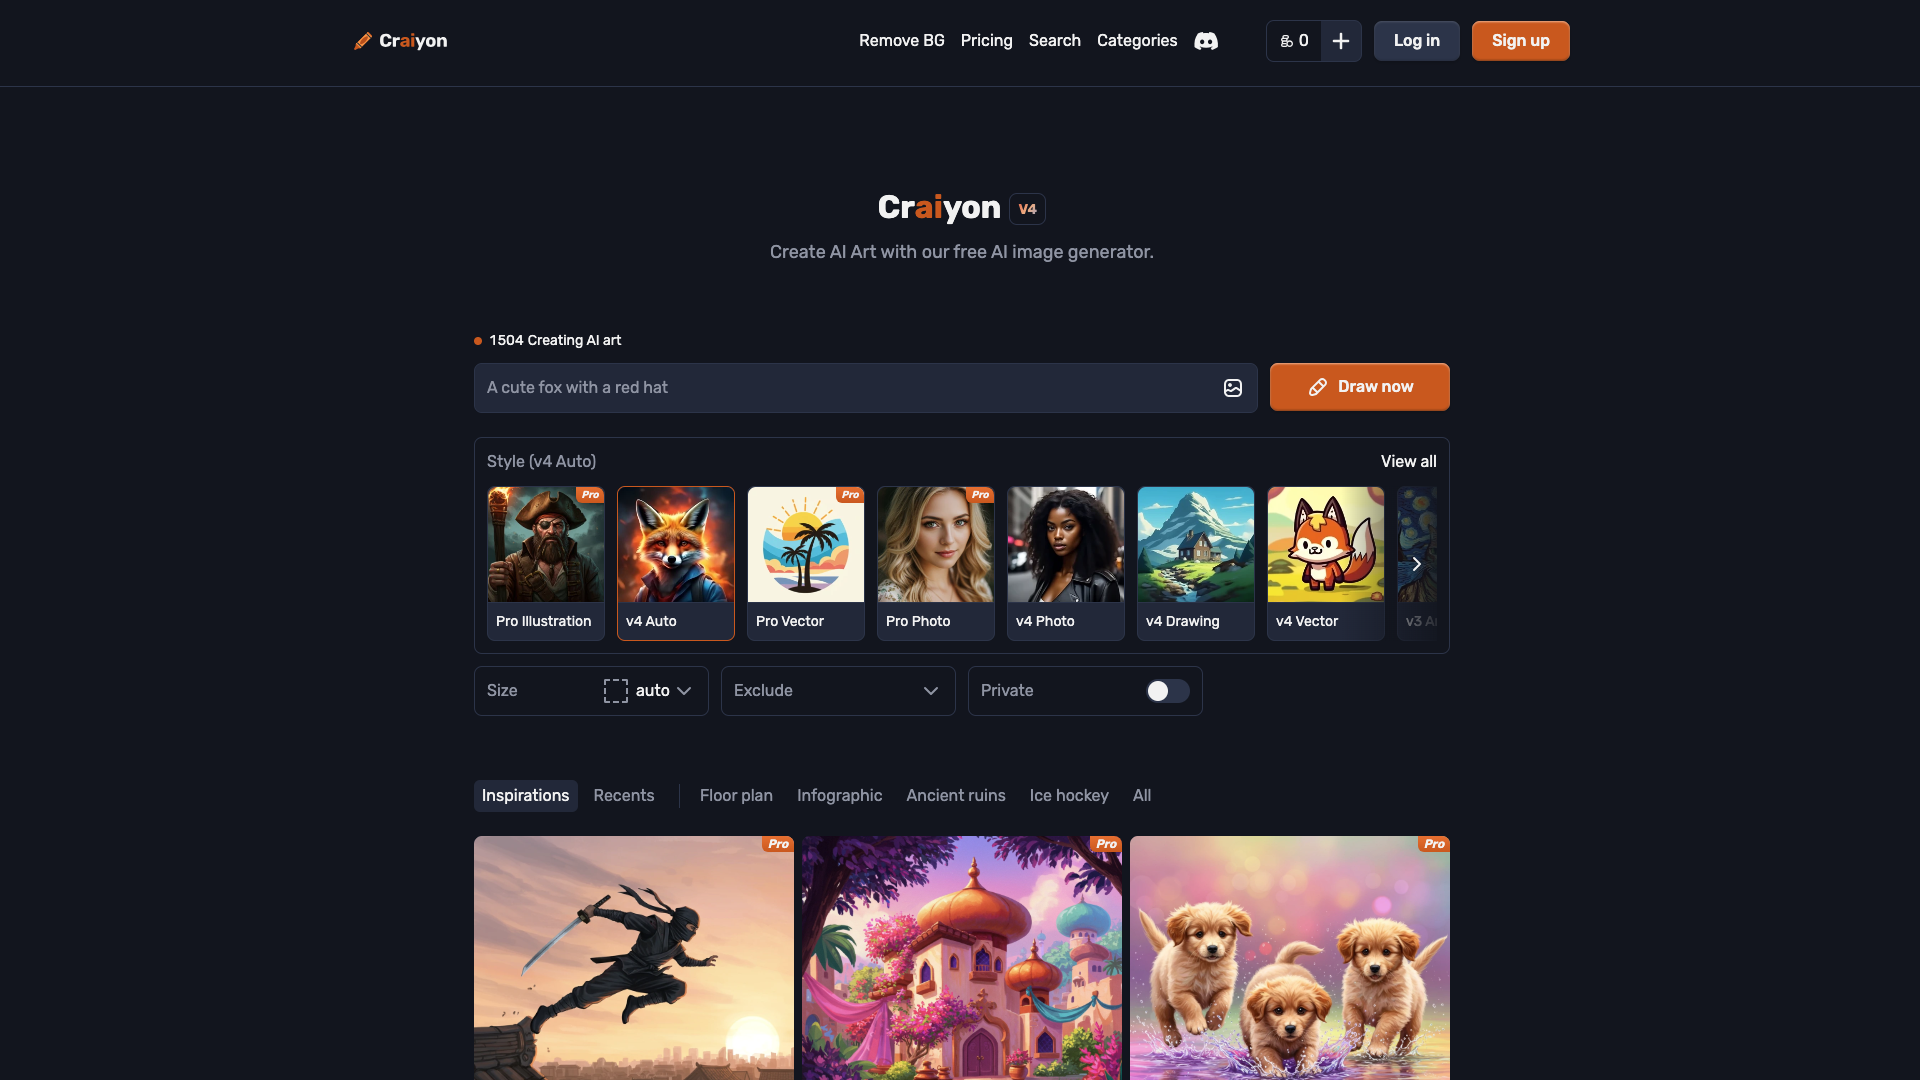 Craiyon
Remove BG
Pricing
Search
Categories
0
Log in
Sign up
Craiyon V4
Create AI Art with our free AI image generator.
1504 Creating AI art
A cute fox with a red hat
Draw now
Style (v4 Auto)
View all
Pro
Pro
Pro
Pro Illustration
v4 Auto
Pro Vector
Pro Photo
v4 Photo
v4 Drawing
v4 Vector
Size
auto
Exclude
Private
Inspirations
Recents
Floor plan
Infographic
Ancient ruins
Ice hockey
All
Pro
Pro
Pro